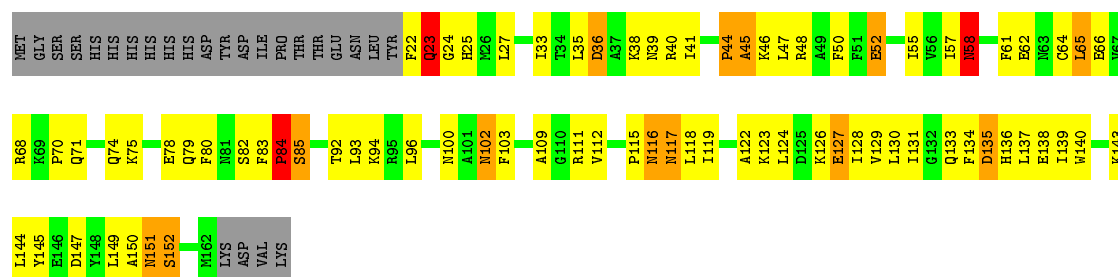 MET GLY SER SER HIS HIS HIS HIS HIS HIS ASP TYR ASP ILE PRO THR THR GLU ASN LEU TYR F22 Q23 G24 H25 M26 L27 I33 T34 L35 D36 A37 K38 N39 R40 I41 P44 A45 K46 L47 R48 A49 F50 F51 E52 I55 V56 I57 N58 F61 E62 N63 C64 L65 E66 V67
R68 K69 P70 Q71 Q74 K75 E78 Q79 F80 N81 S82 F83 P84 S85 T92 L93 K94 R95 L96 N100 A101 N102 F103 A109 G110 R111 V112 P115 N116 N117 L118 I119 A122 K123 L124 D125 K126 E127 I128 V129 L130 I131 G132 Q133 F134 D135 H136 L137 E138 I139 W140 K143
L144 Y145 E146 D147 Y148 L149 A150 N151 S152 M162 LYS ASP VAL LYS